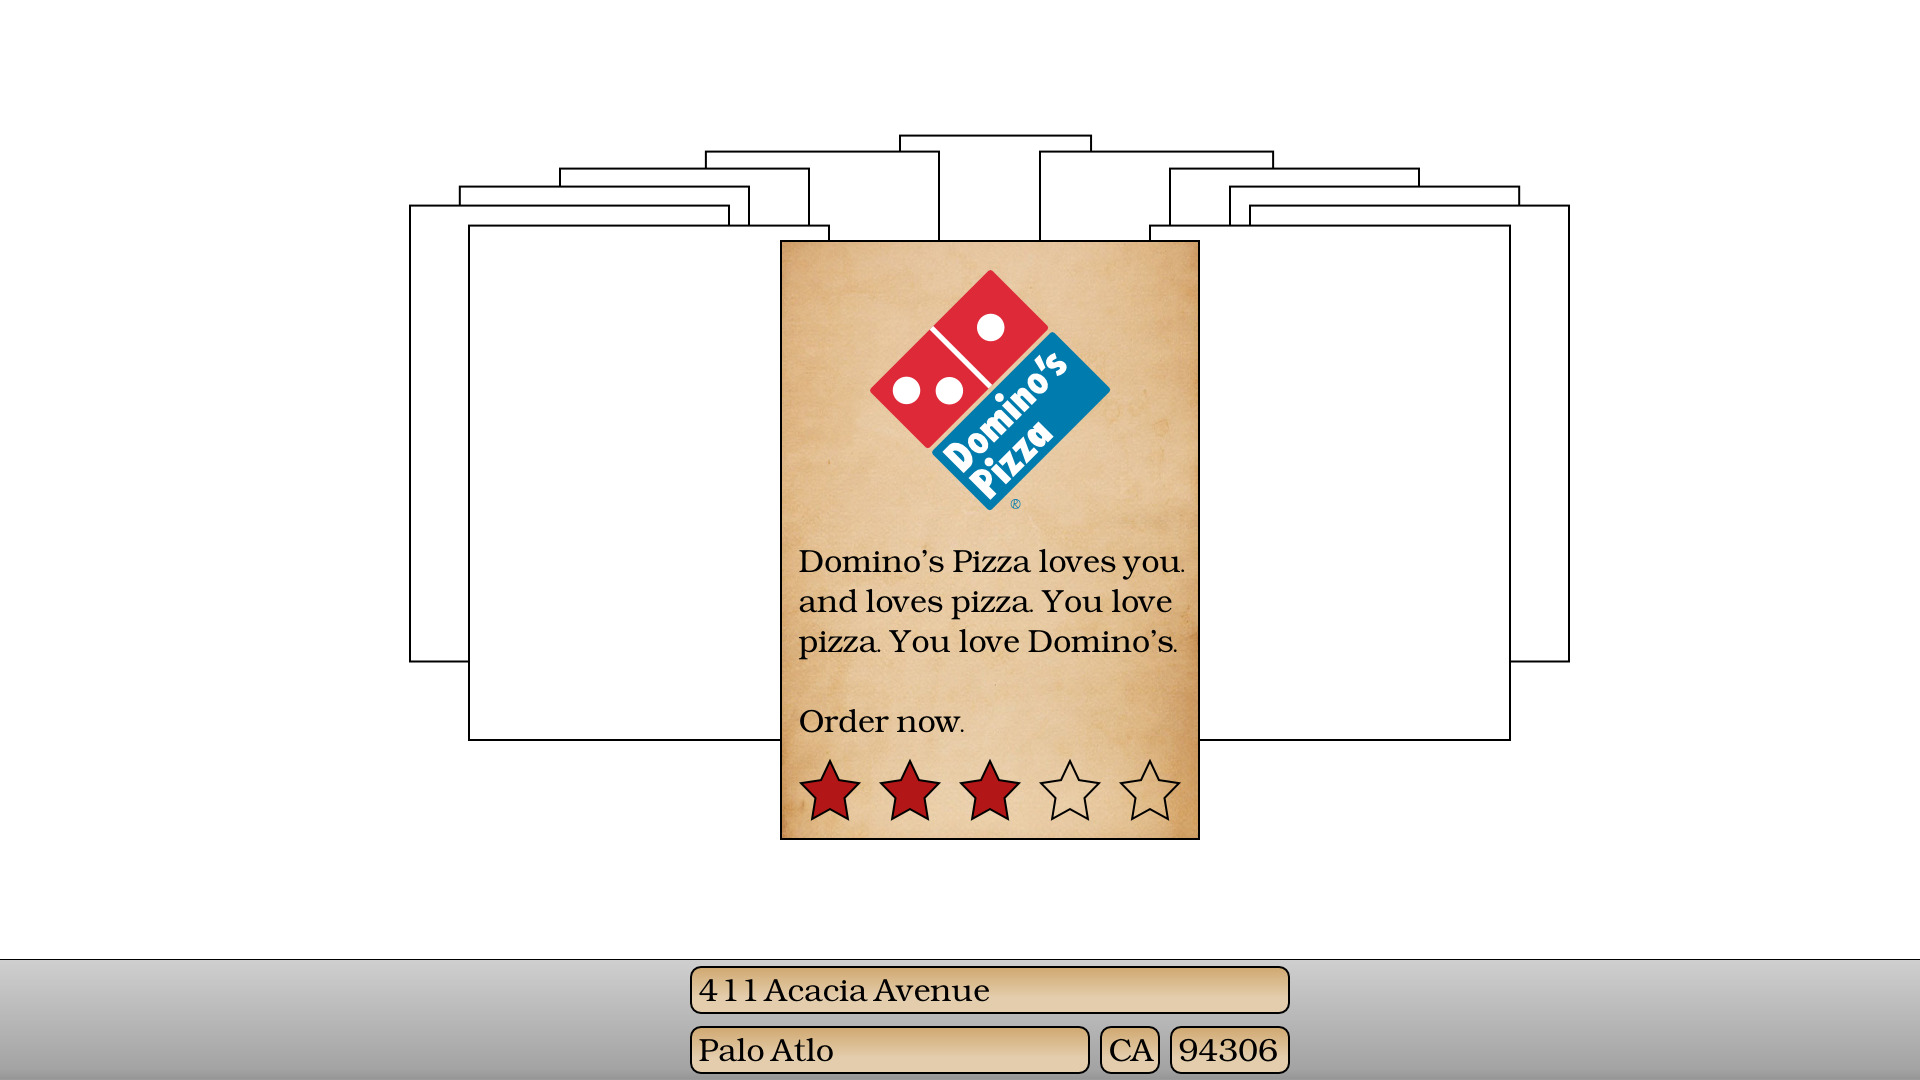 Domino's
Pizza
®
Domino's Pizza loves you.
and loves pizza. You love
pizza. You love Domino's.
Order now.
411 Acacia Avenue
Palo Atlo
CA
94306